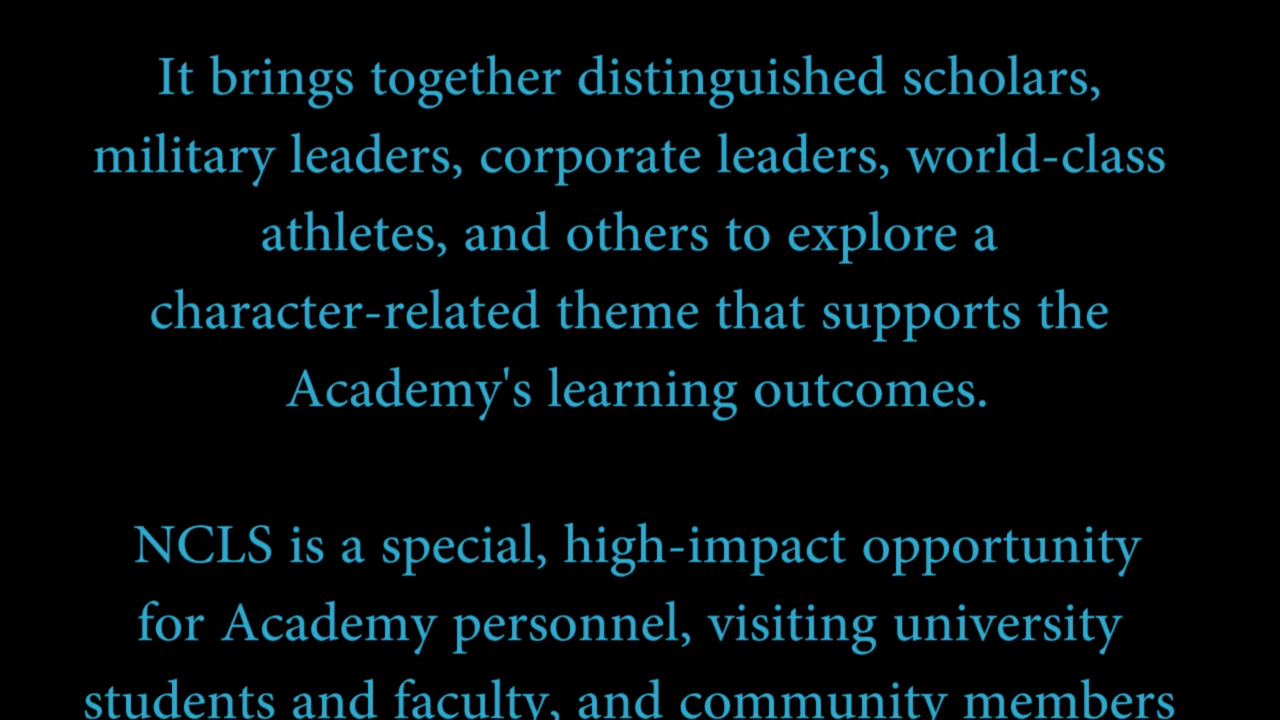 It brings together distinguished scholars,
military leaders, corporate leaders, world-class
athletes, and others to explore a
character-related theme that supports the
Academy's learning outcomes.
NCLS is a special, high-impact opportunity
for Academy personnel, visiting university
students and faculty, and community members